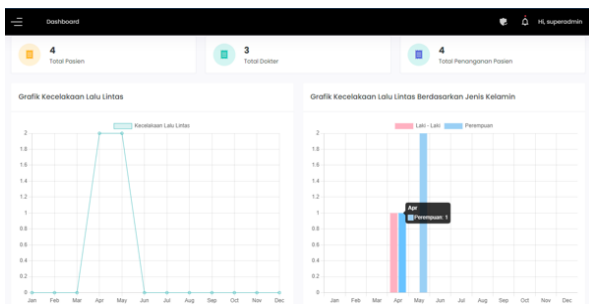 Dashboard
Hi, superadmin
4
Total Pasien
3
Total Dokter
4
Total Penanganan Pasien
Grafik Kecelakaan Lalu Lintas
Kecelakaan Lalu Lintas
2
1.8
1.6
1.4
1.2
1
0.8
0.6
0.4
0.2
0
Jan Feb Mar Apr May Jun Jul Aug Sep Oct Nov Dec
Grafik Kecelakaan Lalu Lintas Berdasarkan Jenis Kelamin
Laki - Laki Perempuan
2
1.8
1.6
1.4
1.2
1
0.8
0.6
0.4
0.2
0
Apr
Perempuan: 1
Jan Feb Mar Apr May Jun Jul Aug Sep Oct Nov Dec